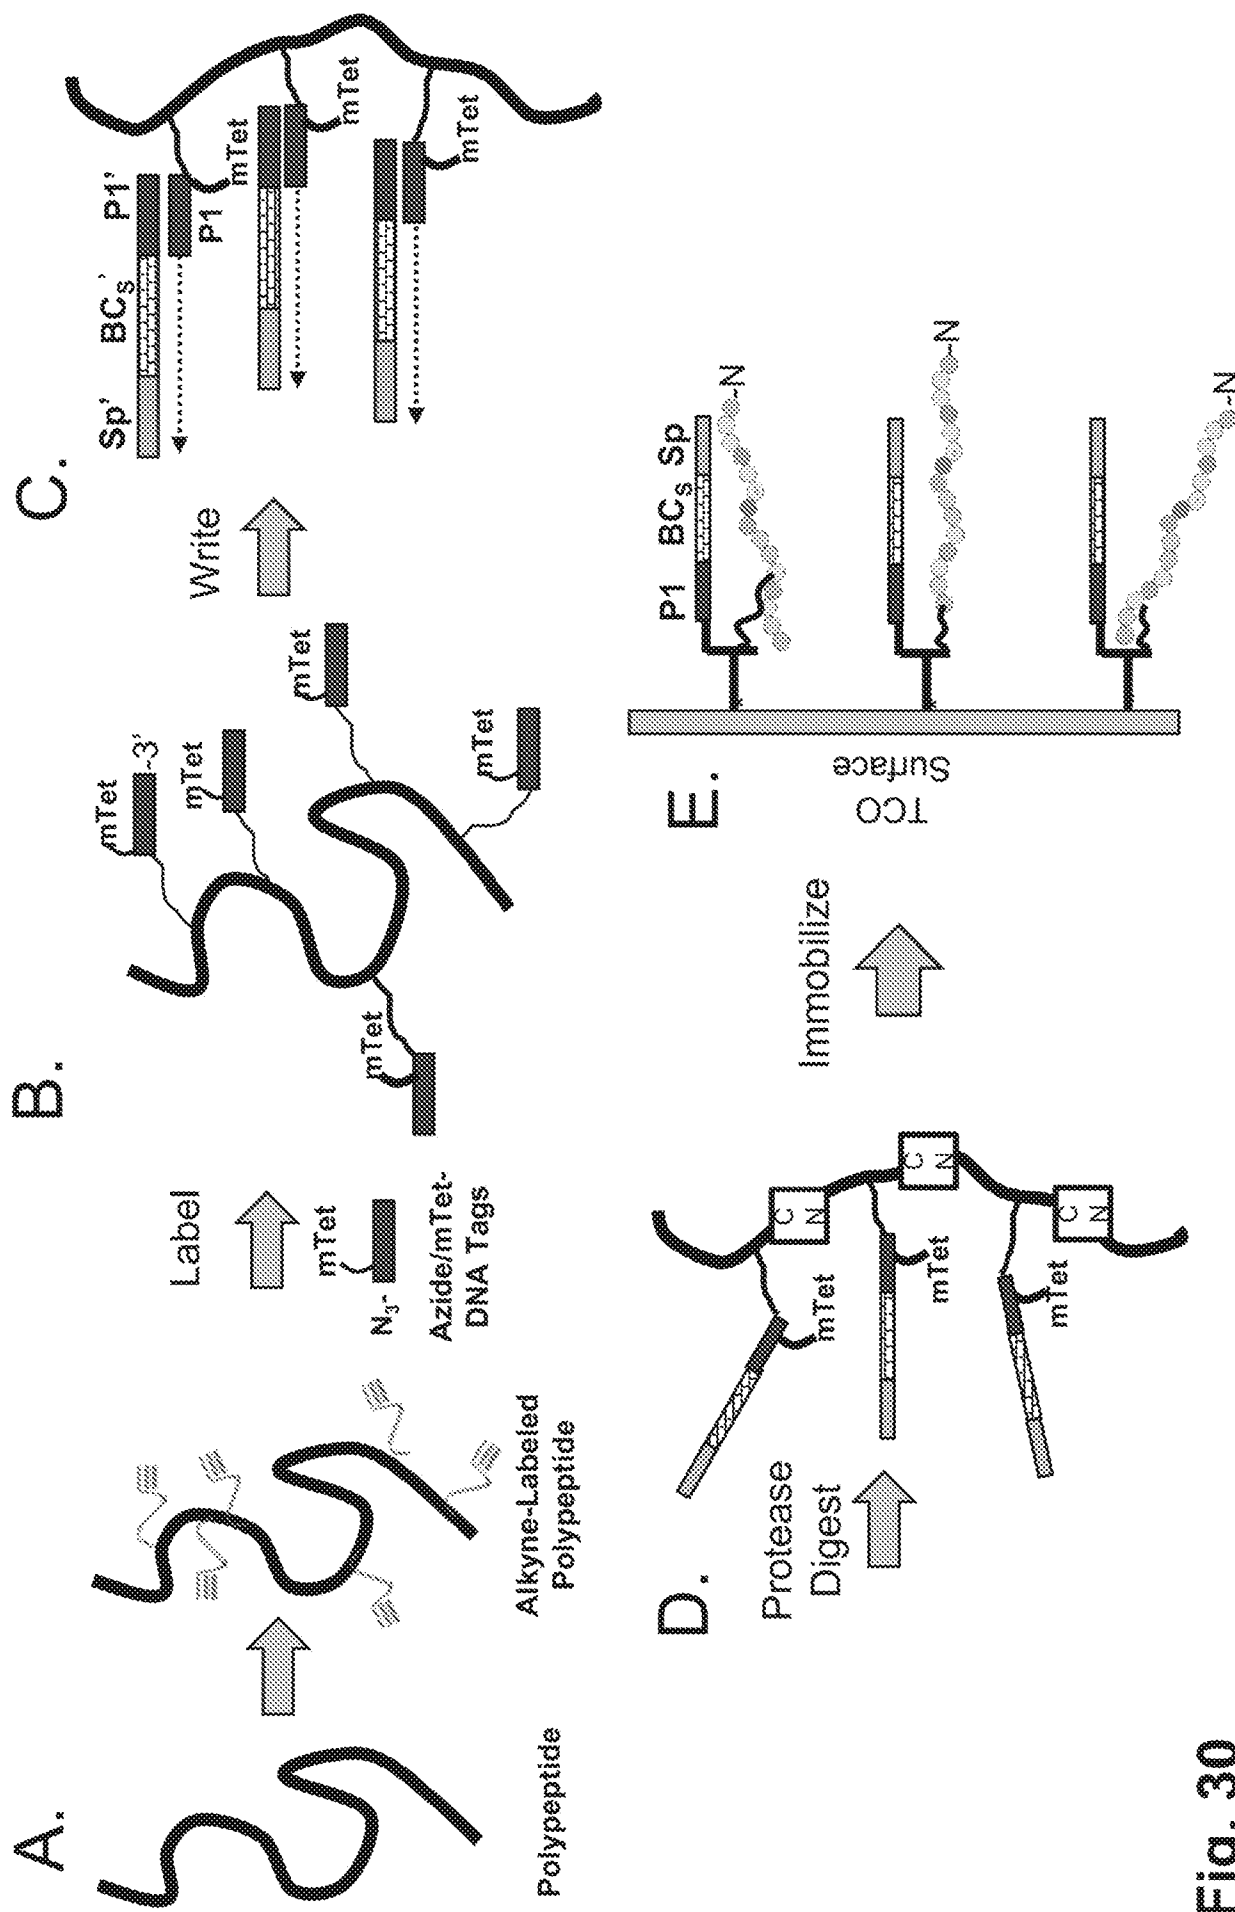 A.
Polypeptide
Alkyne-Labeled
Polypeptide
B.
Label
mTet
N3-
Azide/mTet-
DNA Tags
mTet
mTet
-3'
mTet
mTet
mTet
C.
Write
Sp' BCS' P1'
P1
mTet
mTet
mTet
D.
Protease
Digest
C
N
C
N
C
N
mTet
mTet
mTet
E.
Immobilize
TCO
Surface
P1 BCS Sp
-N
-N
-N
Fig. 30